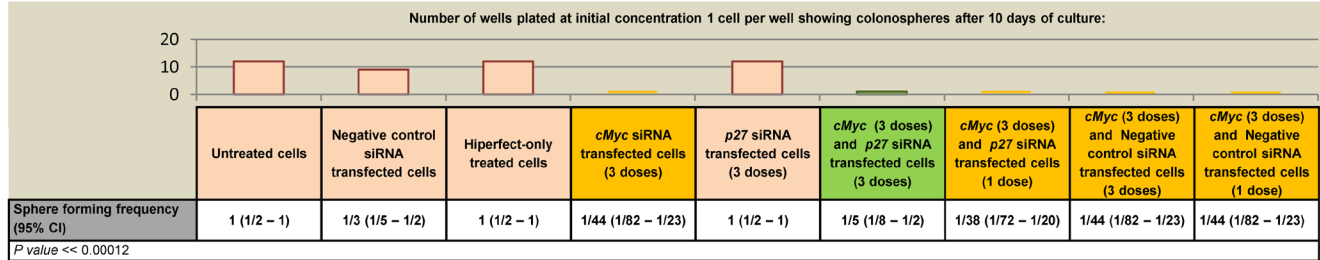 Number of wells plated at initial concentration 1 cell per well showing colonospheres after 10 days of culture:
20
10
0
Untreated cells
Negative control
siRNA
transfected cells
Hiperfect-only
treated cells
cMyc siRNA
transfected cells
(3 doses)
p27 siRNA
transfected cells
(3 doses)
cMyc (3 doses)
and p27 siRNA
transfected cells
(3 doses)
cMyc (3 doses)
and p27 siRNA
transfected cells
(1 dose)
cMyc (3 doses)
and Negative
control siRNA
transfected cells
(3 doses)
cMyc (3 doses)
and Negative
control siRNA
transfected cells
(1 dose)
Sphere forming frequency
(95% CI)
1 (1/2 – 1)
1/3 (1/5 – 1/2)
1 (1/2 – 1)
1/44 (1/82 – 1/23)
1 (1/2 – 1)
1/5 (1/8 – 1/2)
1/38 (1/72 – 1/20)
1/44 (1/82 – 1/23)
1/44 (1/82 – 1/23)
P value << 0.00012